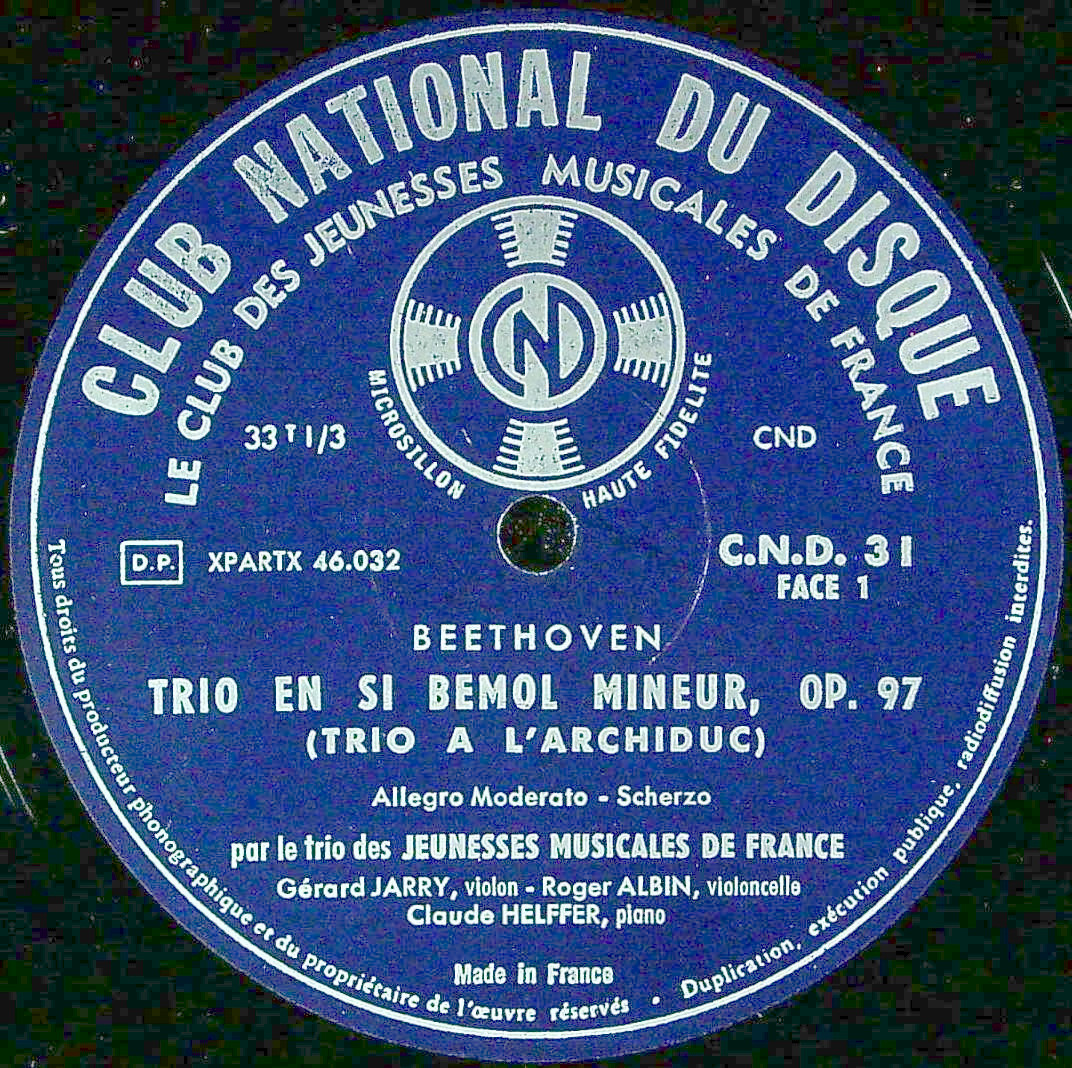 CLUB NATIONAL DU DISQUE
LE CLUB DES JEUNESSES MUSICALES DE FRANCE
N
MICROSILLON HAUTE FIDELITE
33 T 1/3
CND
D.P. XPARTX 46.032
C.N.D. 31
FACE 1
BEETHOVEN
TRIO EN SI BEMOL MINEUR, OP. 97
(TRIO A L'ARCHIDUC)
Allegro Moderato - Scherzo
par le trio des JEUNESSES MUSICALES DE FRANCE
Gérard JARRY, violon - Roger ALBIN, violoncelle
Claude HELFFER, piano
Made in France
Tous droits du producteur phonographique et du propriétaire de l'œuvre réservés • Duplication, exécution publique, radiodiffusion interdites.